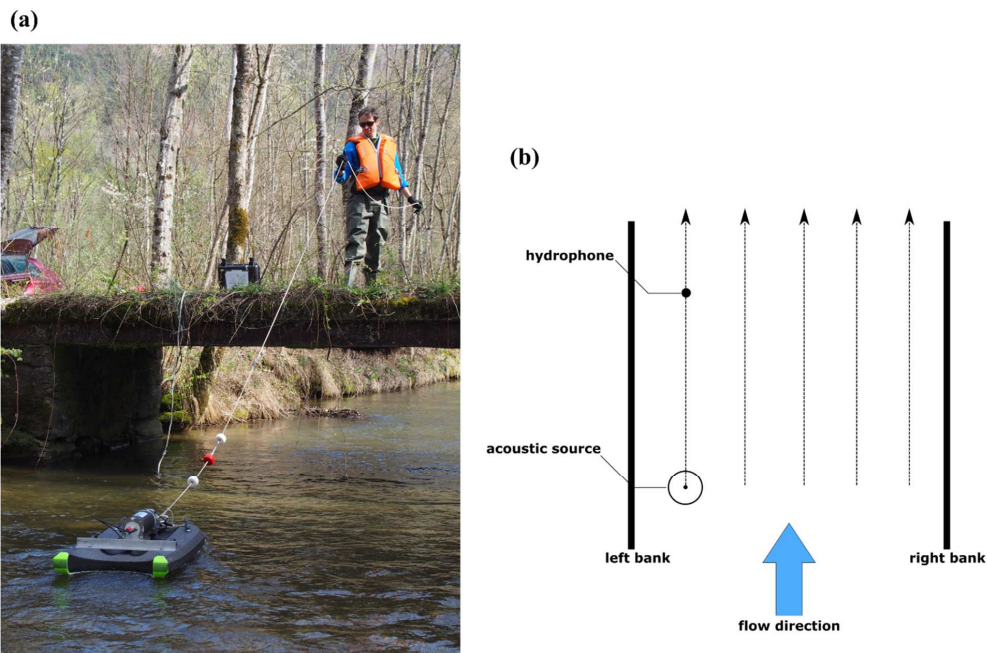 (a)
(b)
hydrophone
acoustic source
left bank
right bank
flow direction